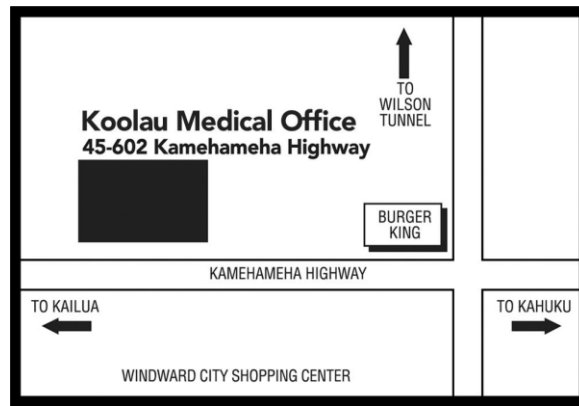 TO
WILSON
TUNNEL
Koolau Medical Office
45-602 Kamehameha Highway
BURGER
KING
KAMEHAMEHA HIGHWAY
TO KAILUA
TO KAHUKU
WINDWARD CITY SHOPPING CENTER